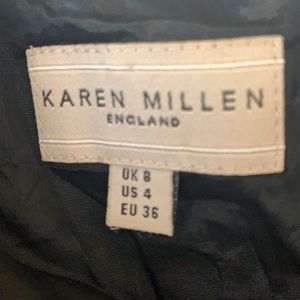 KAREN MILLEN
ENGLAND
UK 8
US 4
EU 36